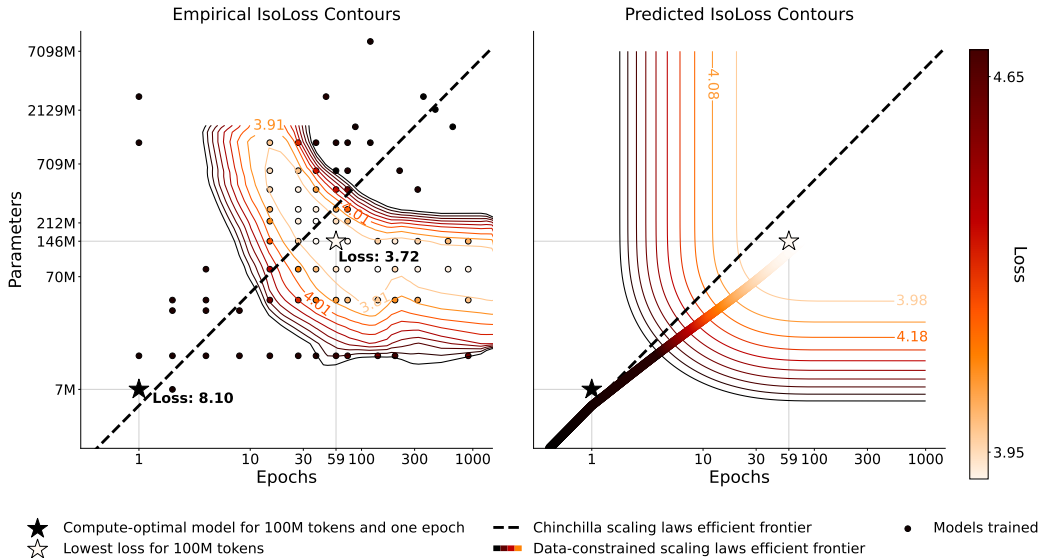 Empirical IsoLoss Contours
Predicted IsoLoss Contours
7098M
2129M
709M
212M
146M
70M
7M
Parameters
3.91
4.01
Loss: 3.72
4.01
Loss: 8.10
1
10
30
59
100
300
1000
Epochs
4.08
3.98
4.18
1
10
30
59
100
300
1000
Epochs
4.65
3.95
Loss
Compute-optimal model for 100M tokens and one epoch
Lowest loss for 100M tokens
Chinchilla scaling laws efficient frontier
Data-constrained scaling laws efficient frontier
Models trained